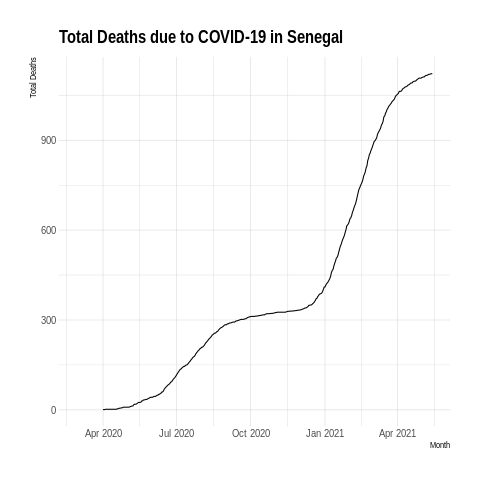 Total Deaths due to COVID-19 in Senegal
Total Deaths
900
600
300
0
Apr 2020 Jul 2020 Oct 2020 Jan 2021 Apr 2021
Month